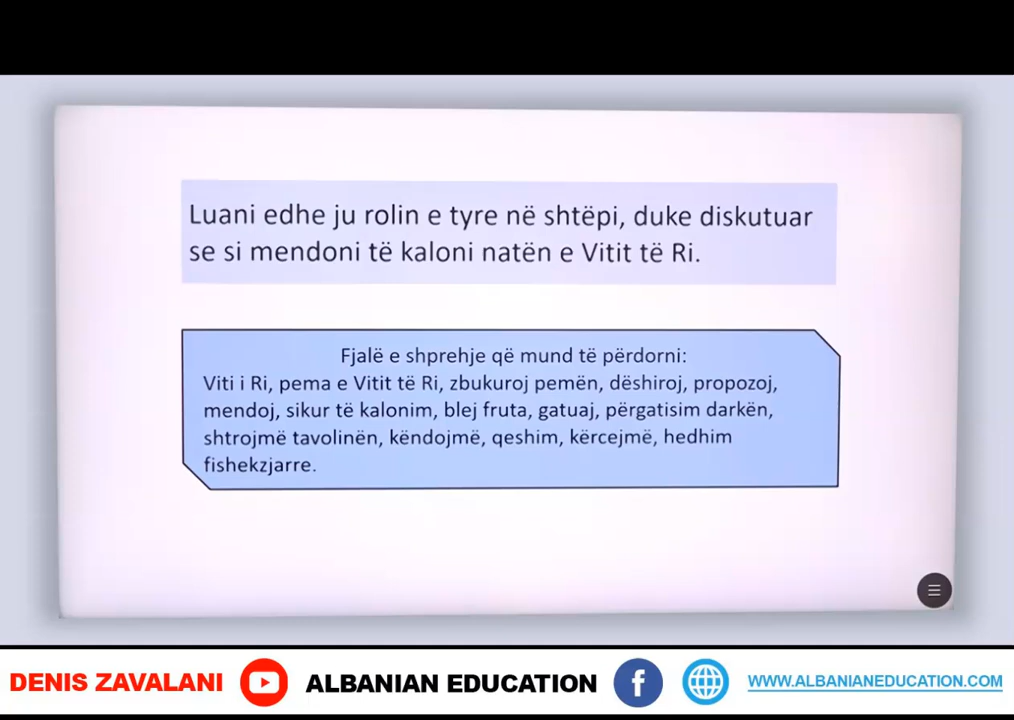 Luani edhe ju rolin e tyre në shtëpi, duke diskutuar
se si mendoni të kaloni natën e Vitit të Ri.
Fjalë e shprehje që mund të përdorni:
Viti i Ri, pema e Vitit të Ri, zbukuroj pemën, dëshiroj, propozoj,
mendoj, sikur të kalonim, blej fruta, gatuaj, përgatisim darkën,
shtrojmë tavolinën, këndojmë, qeshim, kërcejmë, hedhim
fishekzjarre.
DENIS ZAVALANI ALBANIAN EDUCATION f WWW.ALBANIANEDUCATION.COM